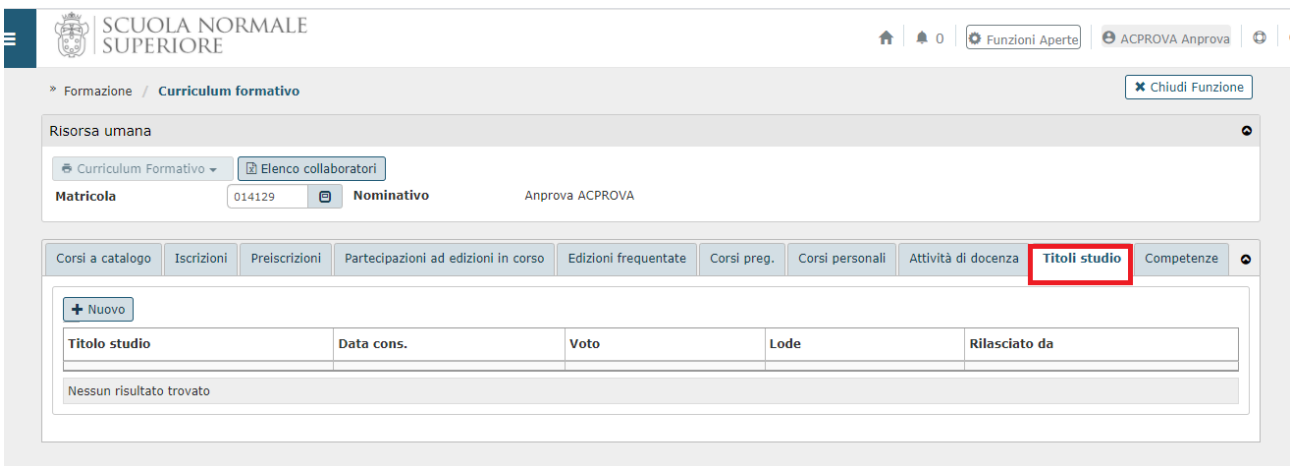 SCUOLA NORMALE
SUPERIORE
0 Funzioni Aperte ACPROVA Anprova
» Formazione / Curriculum formativo
Chiudi Funzione
Risorsa umana
Curriculum Formativo Elenco collaboratori
Matricola 014129 Nominativo Anprova ACPROVA
Corsi a catalogo Iscrizioni Preiscrizioni Partecipazioni ad edizioni in corso Edizioni frequentate Corsi preg. Corsi personali Attività di docenza Titoli studio Competenze
Nuovo
Titolo studio Data cons. Voto Lode Rilasciato da
Nessun risultato trovato